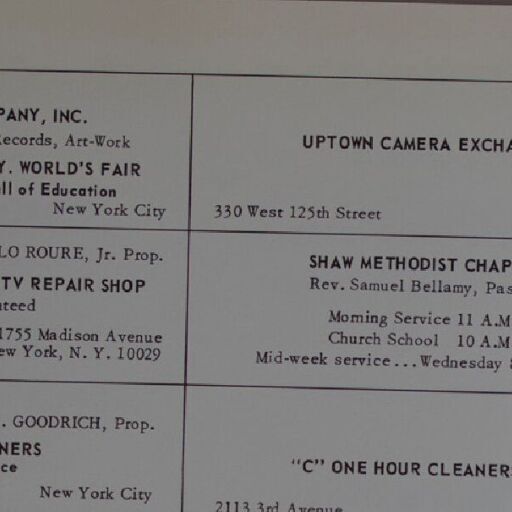 PANY, INC.
Records, Art-Work
Y. WORLD'S FAIR
ll of Education
New York City
UPTOWN CAMERA EXCHA
330 West 125th Street
LO ROURE, Jr. Prop.
TV REPAIR SHOP
nteed
1755 Madison Avenue
ew York, N. Y. 10029
SHAW METHODIST CHAP
Rev. Samuel Bellamy, Pas
Morning Service 11 A.M
Church School 10 A.M
Mid-week service...Wednesday
. GOODRICH, Prop.
NERS
ce
New York City
"C" ONE HOUR CLEANER
2113 3rd Avenue